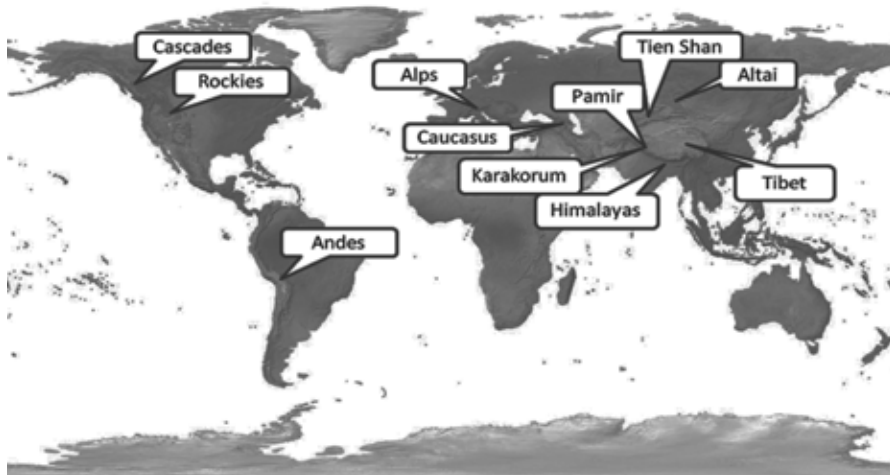 Cascades
Rockies
Alps
Tien Shan
Altai
Pamir
Caucasus
Karakorum
Tibet
Himalayas
Andes